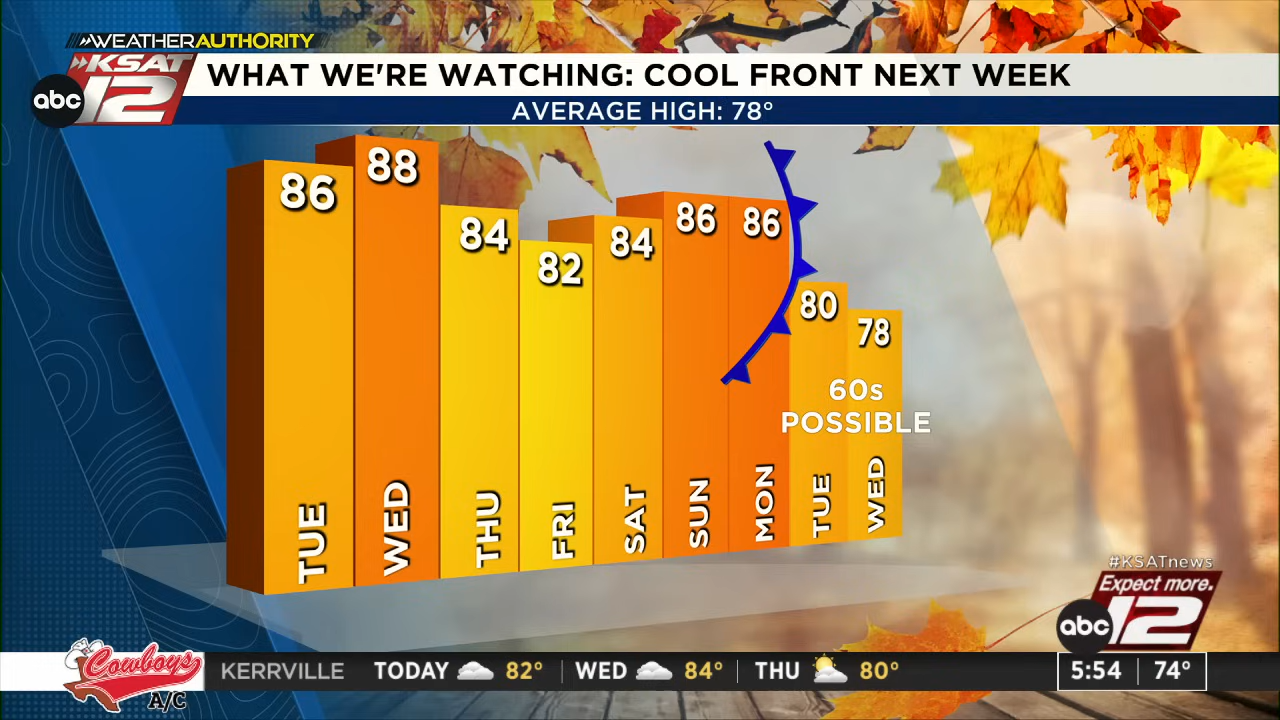 WEATHERAUTHORITY
KSAT
abc 12
WHAT WE'RE WATCHING: COOL FRONT NEXT WEEK
AVERAGE HIGH: 78°
86 88 84 82 84 86 86 80 78
60s
POSSIBLE
TUE WED THU FRI SAT SUN MON TUE WED
#KSATnews
Expect more.
abc 12
Cowboys
A/C
KERRVILLE TODAY 82° WED 84° THU 80°
5:54 74°